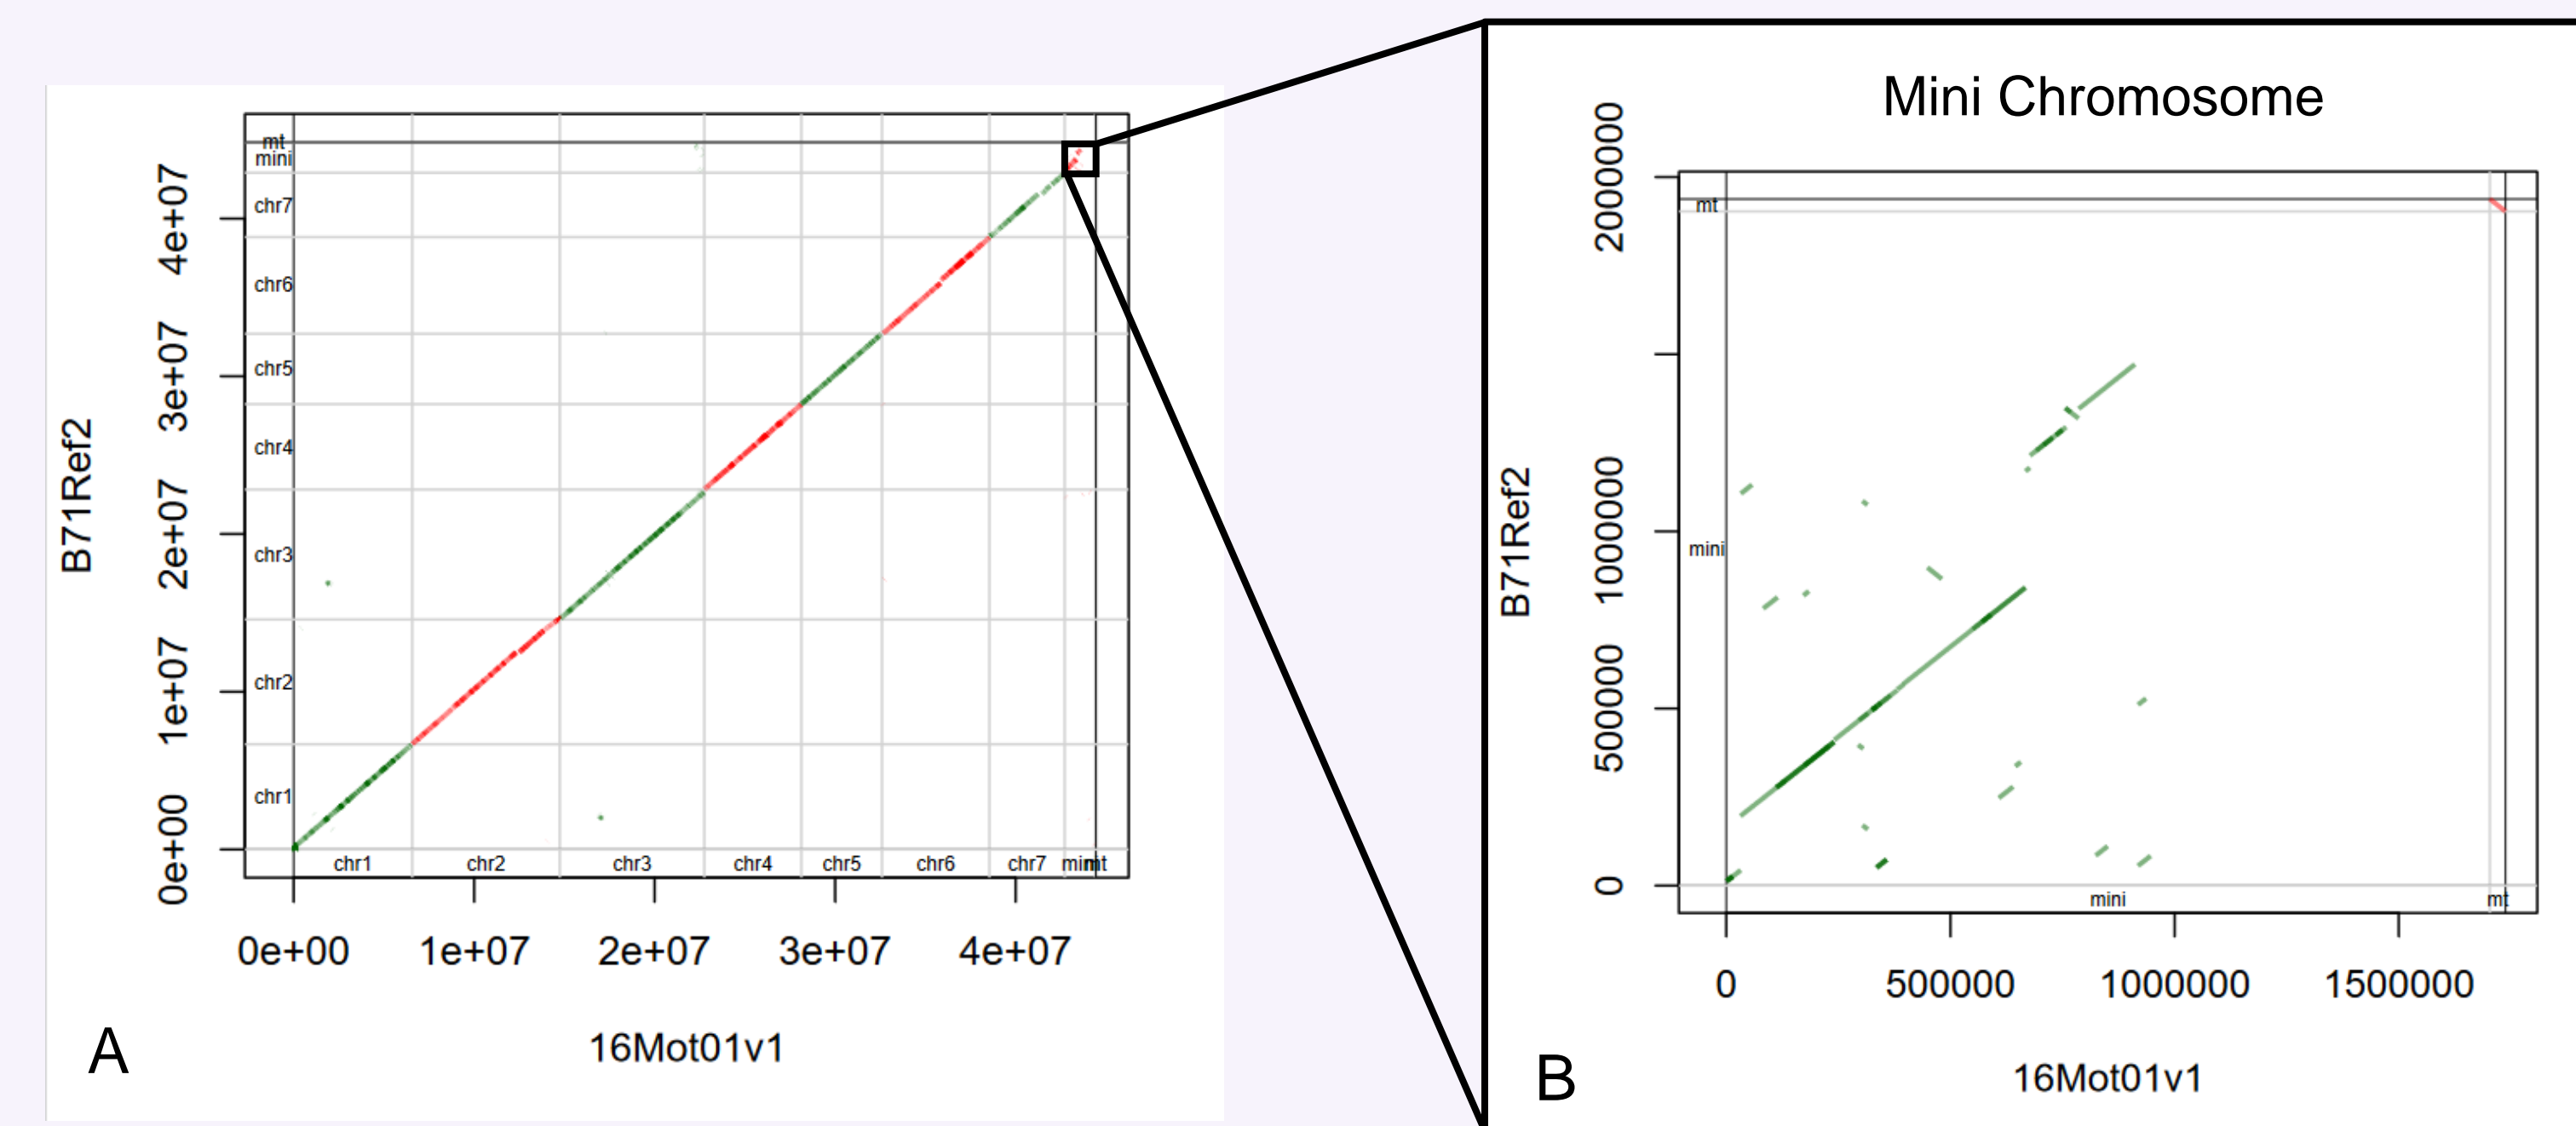 mt
mini
chr7
chr6
chr5
chr4
chr3
chr2
chr1
4e+07
3e+07
2e+07
1e+07
0e+00
B71Ref2
chr1 chr2 chr3 chr4 chr5 chr6 chr7 mini mt
0e+00 1e+07 2e+07 3e+07 4e+07
16Mot01v1
A
Mini Chromosome
2000000
1000000
500000
0
B71Ref2
mt
mini
mini mt
0 500000 1000000 1500000
16Mot01v1
B